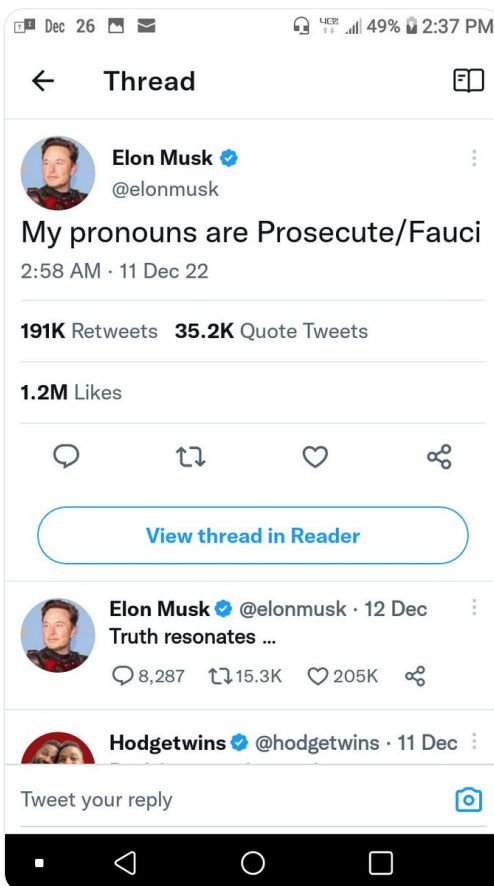 Dec 26 4GE 49% 2:37 PM
Thread
Elon Musk
@elonmusk
My pronouns are Prosecute/Fauci
2:58 AM · 11 Dec 22
191K Retweets 35.2K Quote Tweets
1.2M Likes
View thread in Reader
Elon Musk @elonmusk · 12 Dec
Truth resonates ...
8,287 15.3K 205K
Hodgetwins @hodgetwins · 11 Dec
Tweet your reply